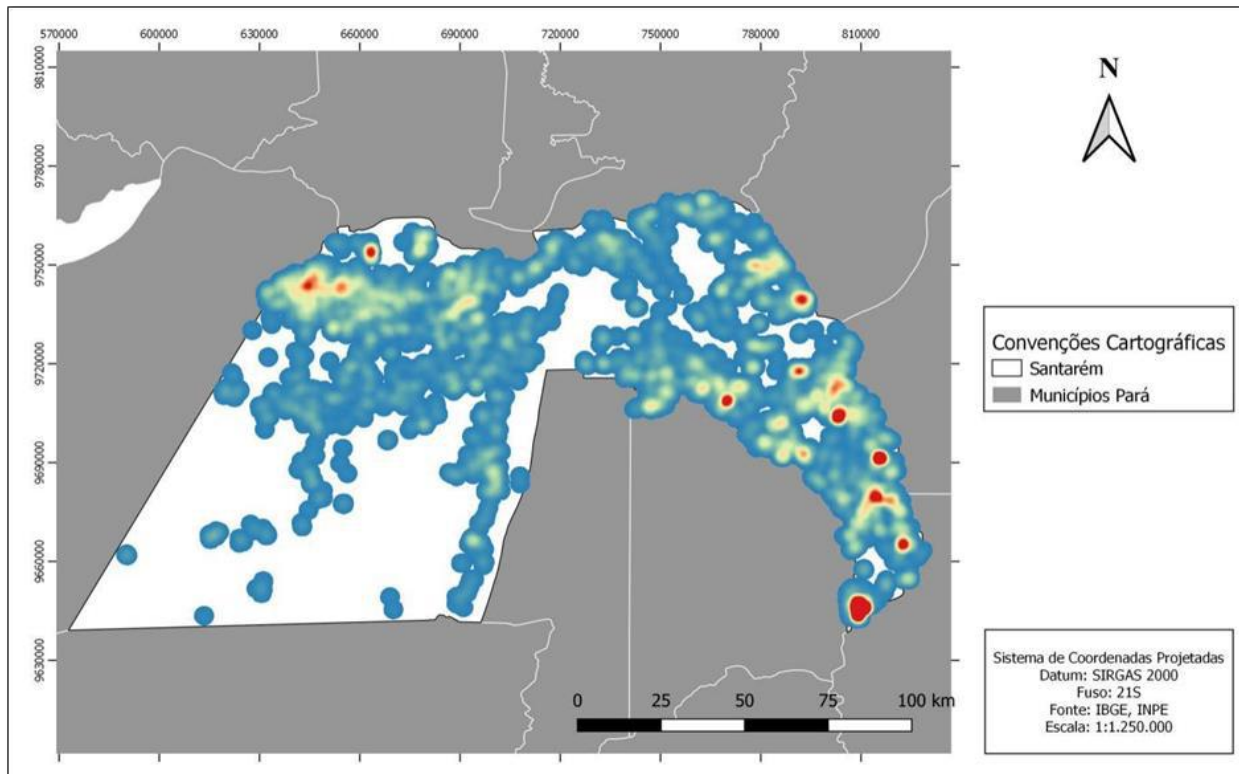 570000 600000 630000 660000 690000 720000 750000 780000 810000
9810000
9780000
9750000
9720000
9690000
9660000
9630000
N
Convenções Cartográficas
Santarém
Municípios Pará
0 25 50 75 100 km
Sistema de Coordenadas Projetadas
Datum: SIRGAS 2000
Fuso: 21S
Fonte: IBGE, INPE
Escala: 1:1.250.000